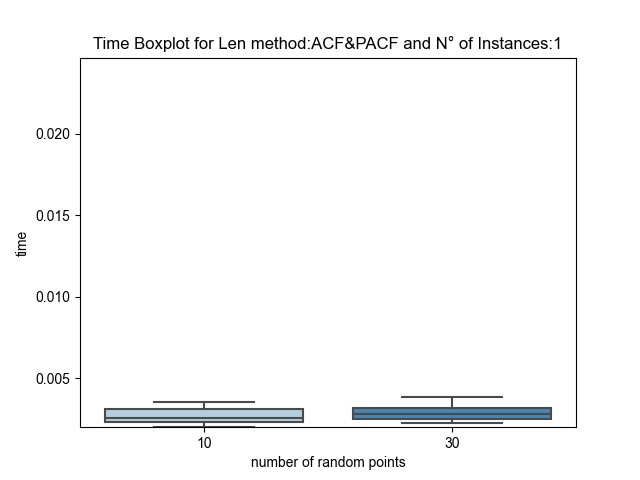 Time Boxplot for Len method:ACF&PACF and N° of Instances:1
0.020
0.015
0.010
0.005
time
10 30
number of random points